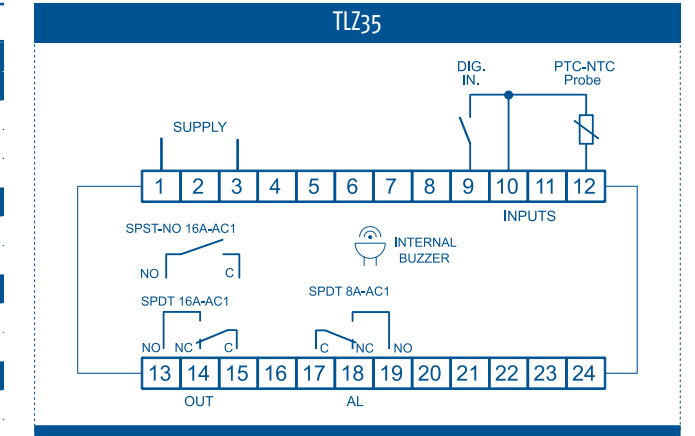 TLZ35
DIG.
IN.
PTC-NTC
Probe
SUPPLY
1 2 3 4 5 6 7 8 9 10 11 12
INPUTS
SPST-NO 16A-AC1
INTERNAL
BUZZER
NO C
SPDT 16A-AC1
SPDT 8A-AC1
NO NC C C NC NO
13 14 15 16 17 18 19 20 21 22 23 24
OUT AL